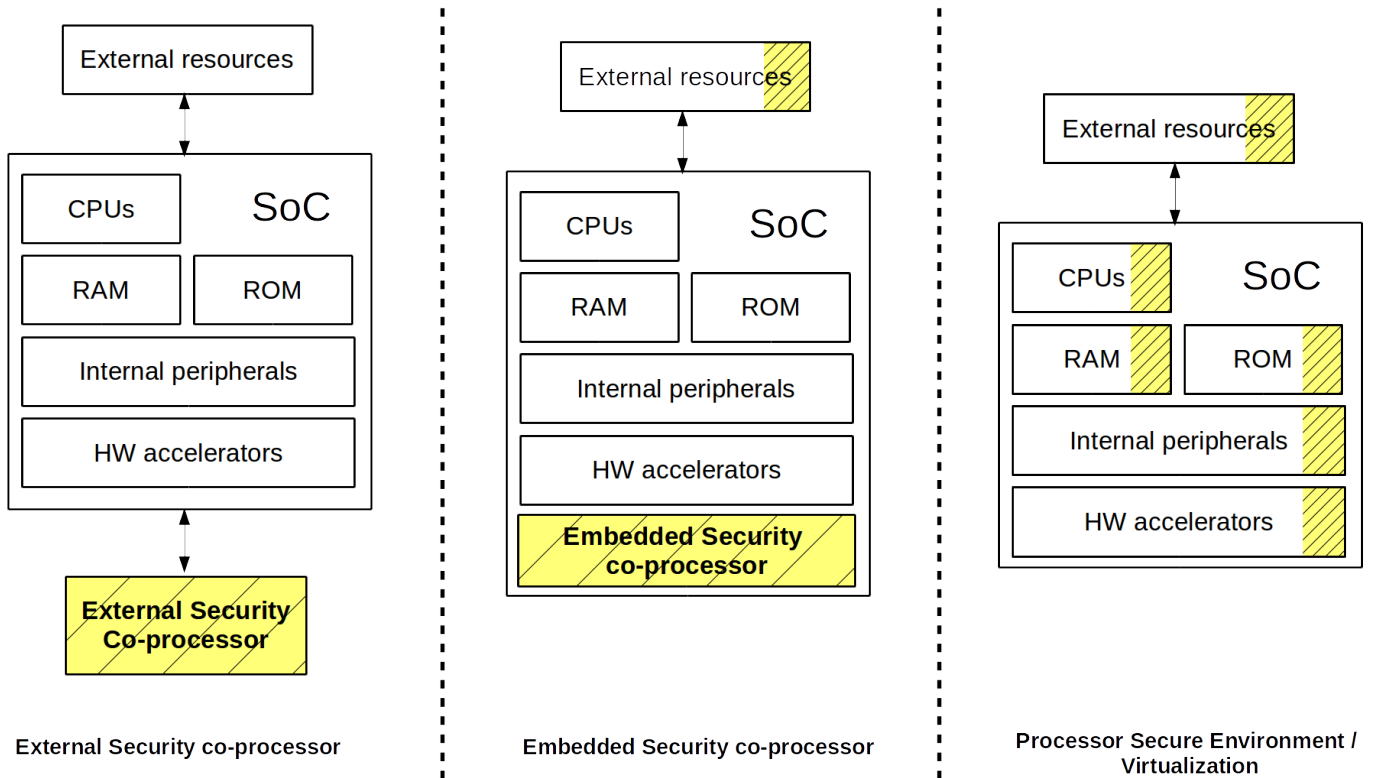 External resources
CPUs
SoC
RAM
ROM
Internal peripherals
HW accelerators
External Security
Co-processor
External Security co-processor
External resources
CPUs
SoC
RAM
ROM
Internal peripherals
HW accelerators
Embedded Security
co-processor
Embedded Security co-processor
External resources
CPUs
SoC
RAM
ROM
Internal peripherals
HW accelerators
Processor Secure Environment /
Virtualization